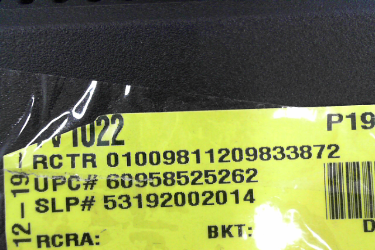 V1022
P19
RCTR 01009811209833872
UPC# 60958525262
SLP# 53192002014
RCRA:
BKT:
D
12-19